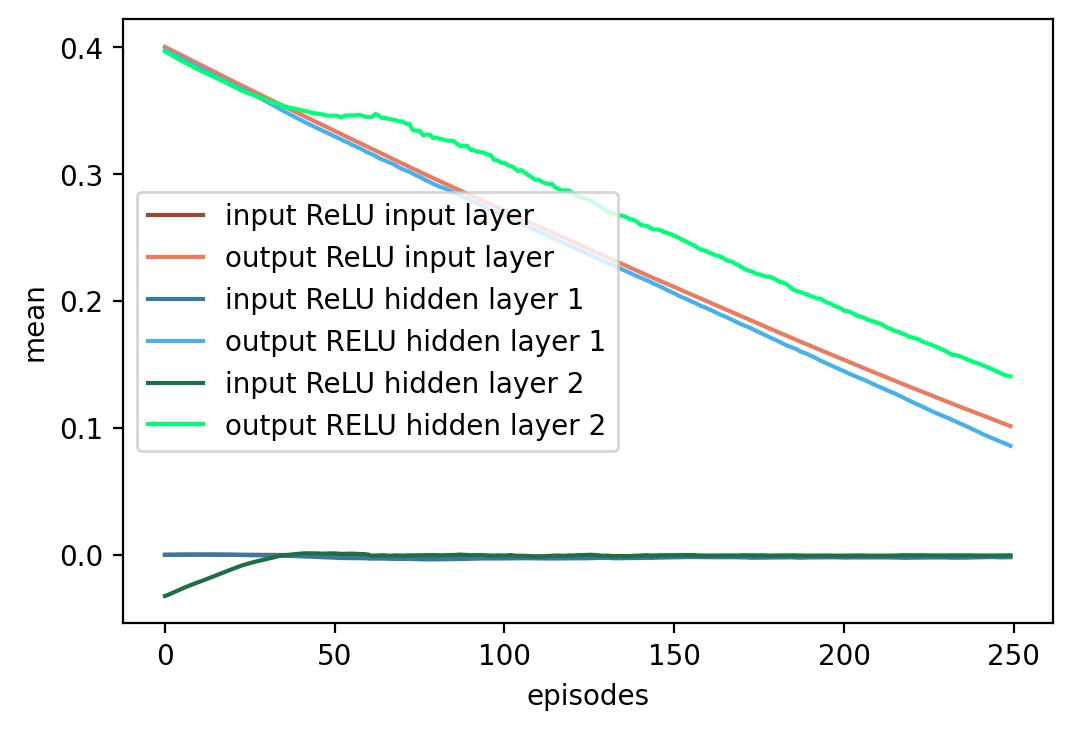 0.4
0.3
0.2
0.1
0.0
mean
input ReLU input layer
output ReLU input layer
input ReLU hidden layer 1
output RELU hidden layer 1
input ReLU hidden layer 2
output RELU hidden layer 2
0 50 100 150 200 250
episodes